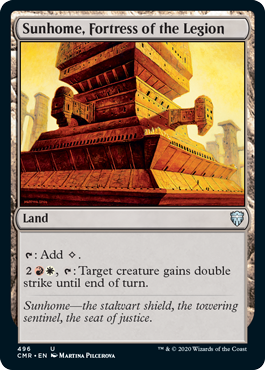 Sunhome, Fortress of the Legion
Land
: Add .
2, : Target creature gains double
strike until end of turn.
Sunhome—the stalwart shield, the towering
sentinel, the seat of justice.
496 U
CMR • EN MARTINA PILCEROVA
™ & © 2020 Wizards of the Coast